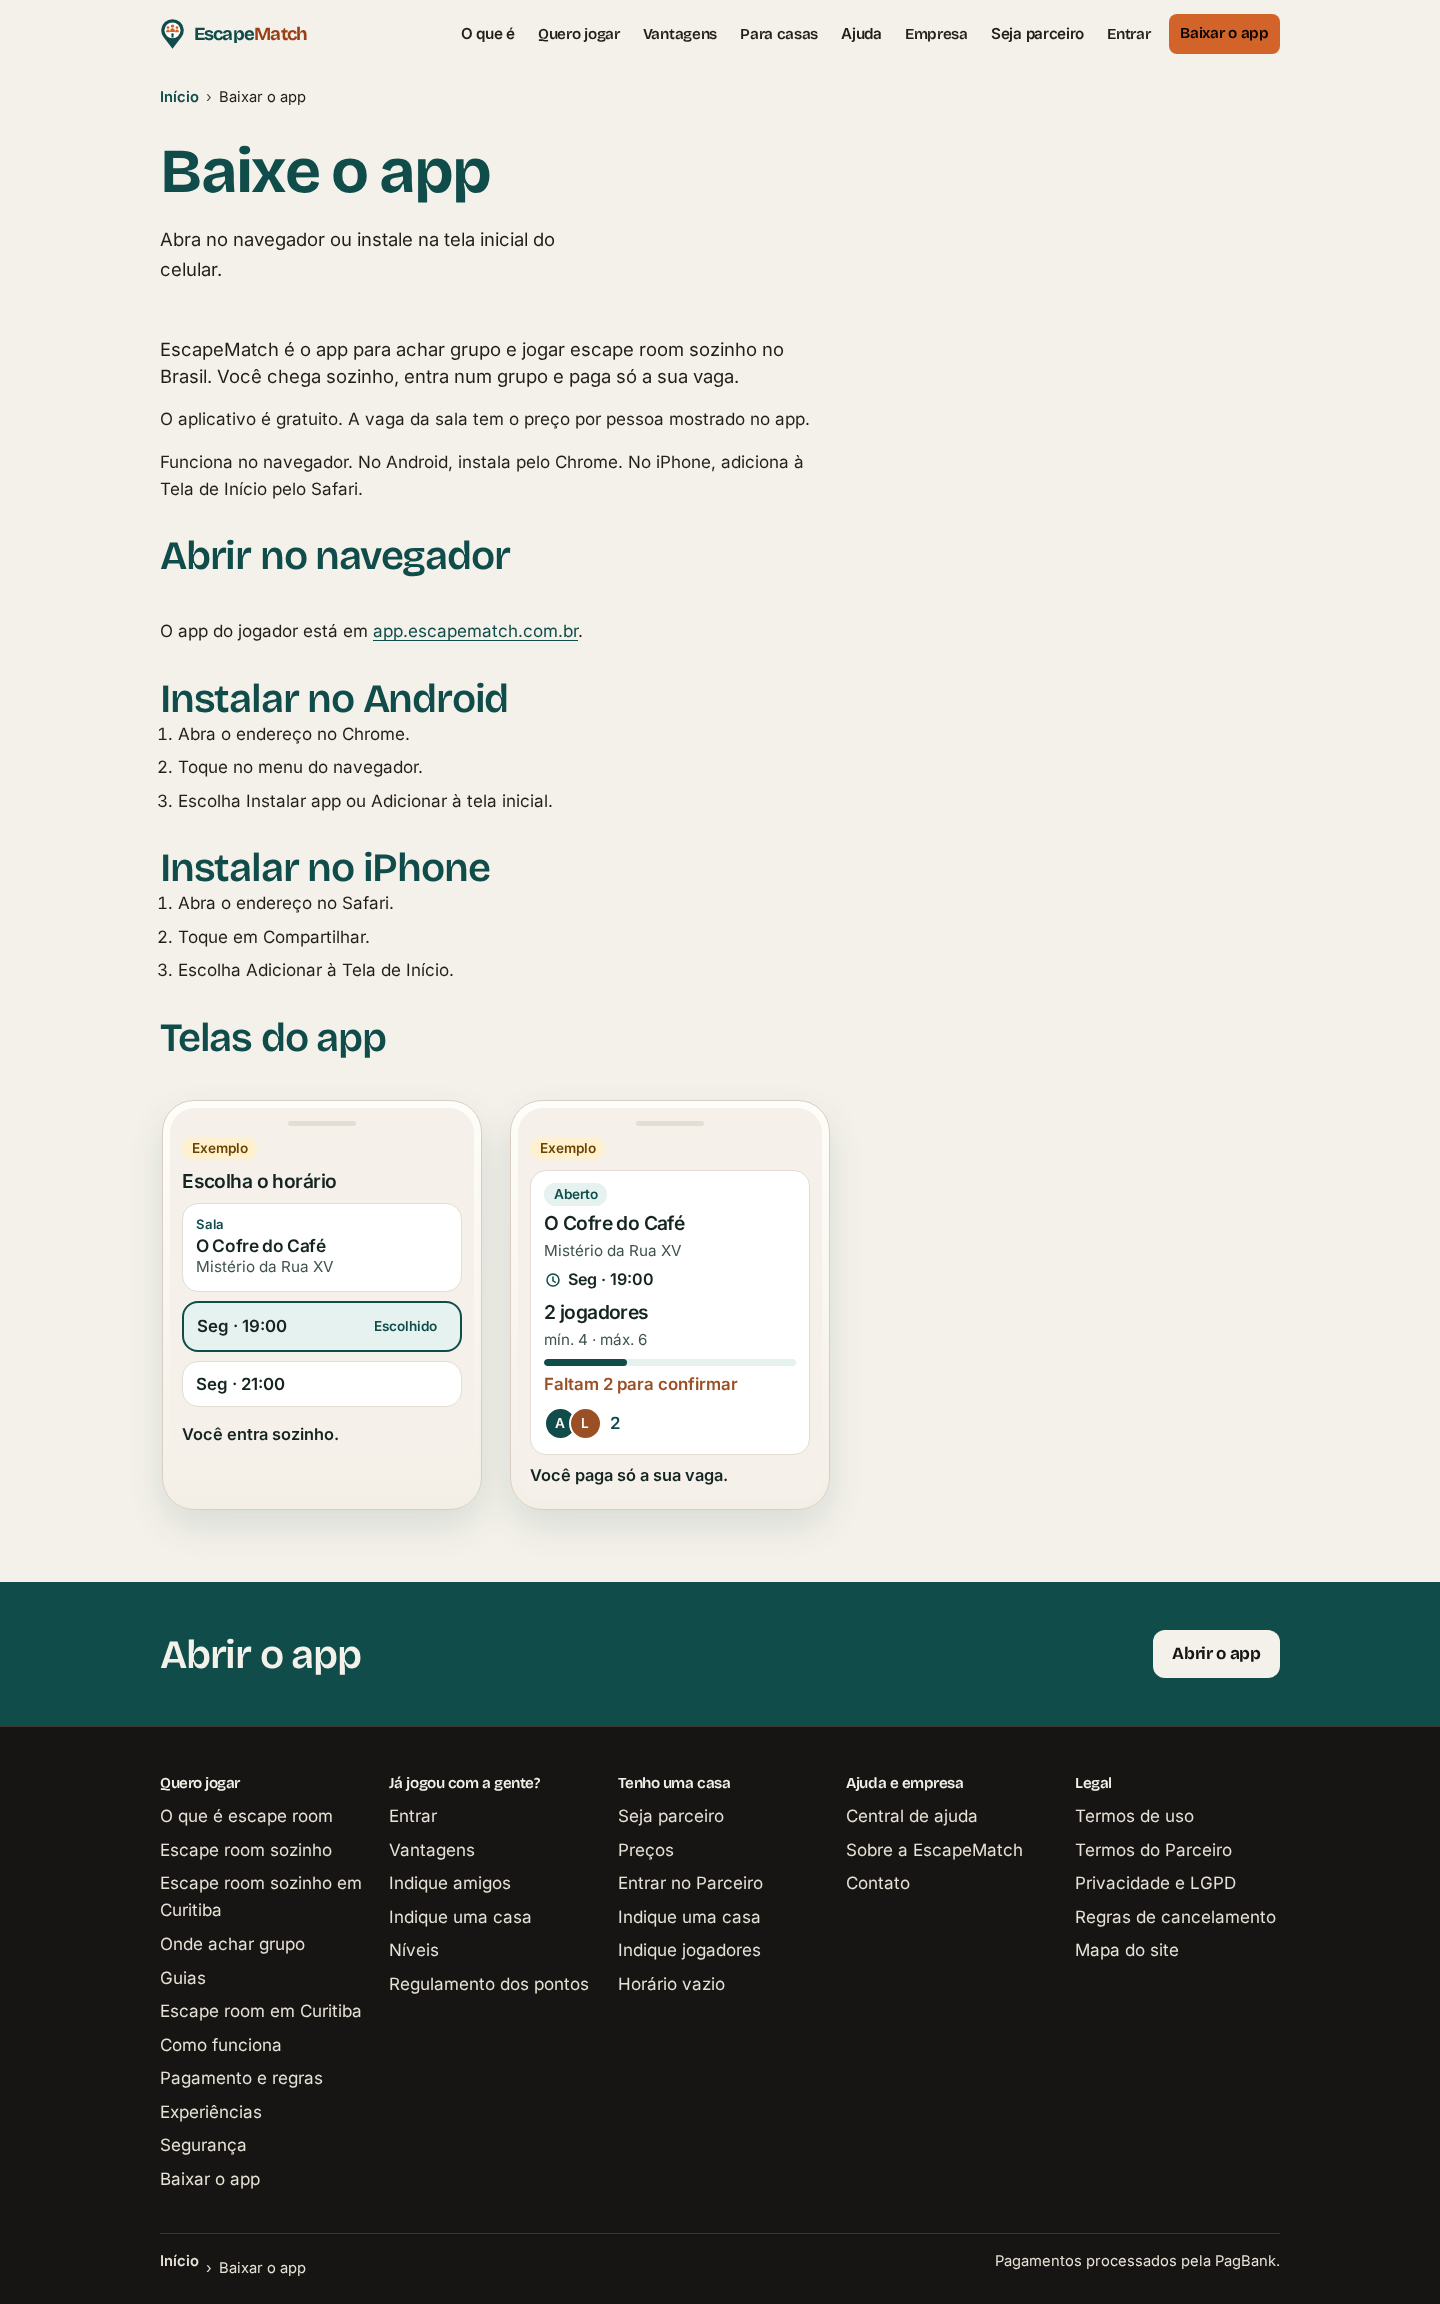 EscapeMatch
O que é
Quero jogar
Vantagens
Para casas
Ajuda
Empresa
Seja parceiro
Entrar
Baixar o app
Início › Baixar o app
Baixe o app
Abra no navegador ou instale na tela inicial do
celular.
EscapeMatch é o app para achar grupo e jogar escape room sozinho no
Brasil. Você chega sozinho, entra num grupo e paga só a sua vaga.
O aplicativo é gratuito. A vaga da sala tem o preço por pessoa mostrado no app.
Funciona no navegador. No Android, instala pelo Chrome. No iPhone, adiciona à
Tela de Início pelo Safari.
Abrir no navegador
O app do jogador está em app.escapematch.com.br.
Instalar no Android
1. Abra o endereço no Chrome.
2. Toque no menu do navegador.
3. Escolha Instalar app ou Adicionar à tela inicial.
Instalar no iPhone
1. Abra o endereço no Safari.
2. Toque em Compartilhar.
3. Escolha Adicionar à Tela de Início.
Telas do app
Exemplo
Escolha o horário
Sala
O Cofre do Café
Mistério da Rua XV
Seg · 19:00
Escolhido
Seg · 21:00
Você entra sozinho.
Exemplo
Aberto
O Cofre do Café
Mistério da Rua XV
Seg · 19:00
2 jogadores
mín. 4 · máx. 6
Faltam 2 para confirmar
A L 2
Você paga só a sua vaga.
Abrir o app
Abrir o app
Quero jogar
O que é escape room
Escape room sozinho
Escape room sozinho em
Curitiba
Onde achar grupo
Guias
Escape room em Curitiba
Como funciona
Pagamento e regras
Experiências
Segurança
Baixar o app
Já jogou com a gente?
Entrar
Vantagens
Indique amigos
Indique uma casa
Níveis
Regulamento dos pontos
Tenho uma casa
Seja parceiro
Preços
Entrar no Parceiro
Indique uma casa
Indique jogadores
Horário vazio
Ajuda e empresa
Central de ajuda
Sobre a EscapeMatch
Contato
Legal
Termos de uso
Termos do Parceiro
Privacidade e LGPD
Regras de cancelamento
Mapa do site
Início › Baixar o app
Pagamentos processados pela PagBank.